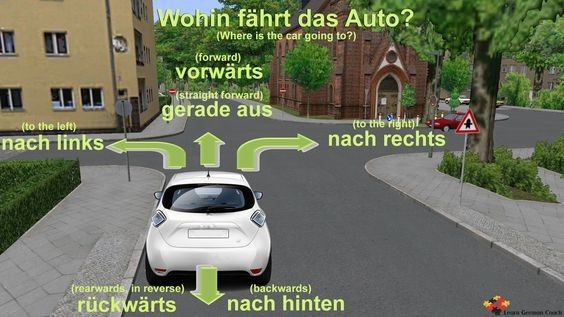 Wohin fährt das Auto?
(Where is the car going to?)
(forward)
vorwärts
(straight forward)
gerade aus
(to the left)
nach links
(to the right)
nach rechts
(rearwards, in reverse)
rückwärts
(backwards)
nach hinten
Learn German Coach